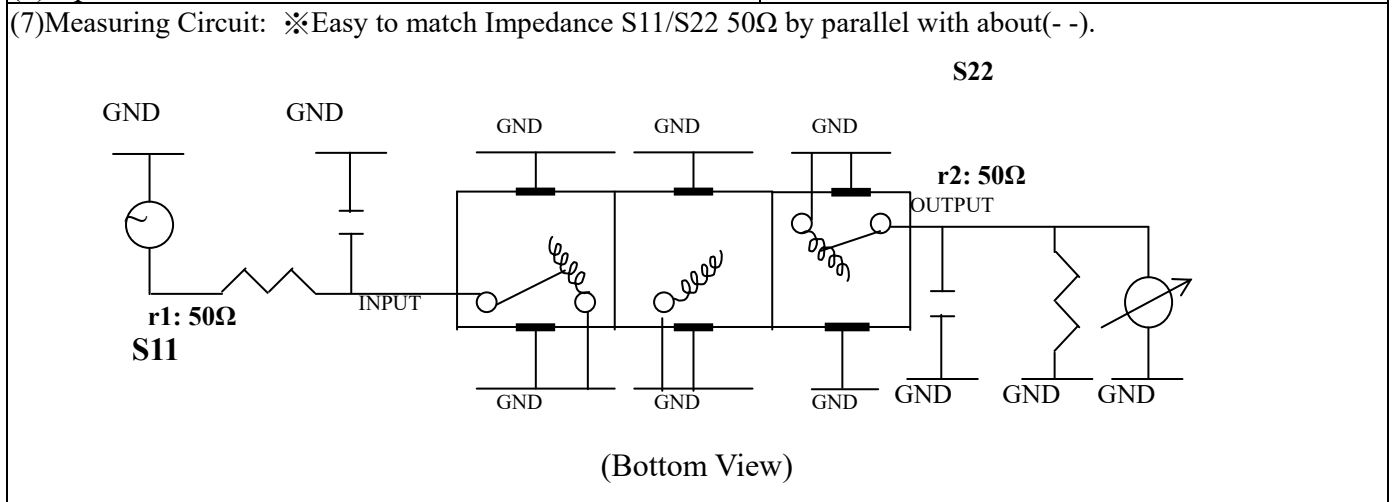 (7)Measuring Circuit: ※Easy to match Impedance S11/S22 50Ω by parallel with about(- -).
S22
GND GND GND GND GND
r2: 50Ω
OUTPUT
INPUT
r1: 50Ω
S11
GND GND GND GND GND GND
(Bottom View)